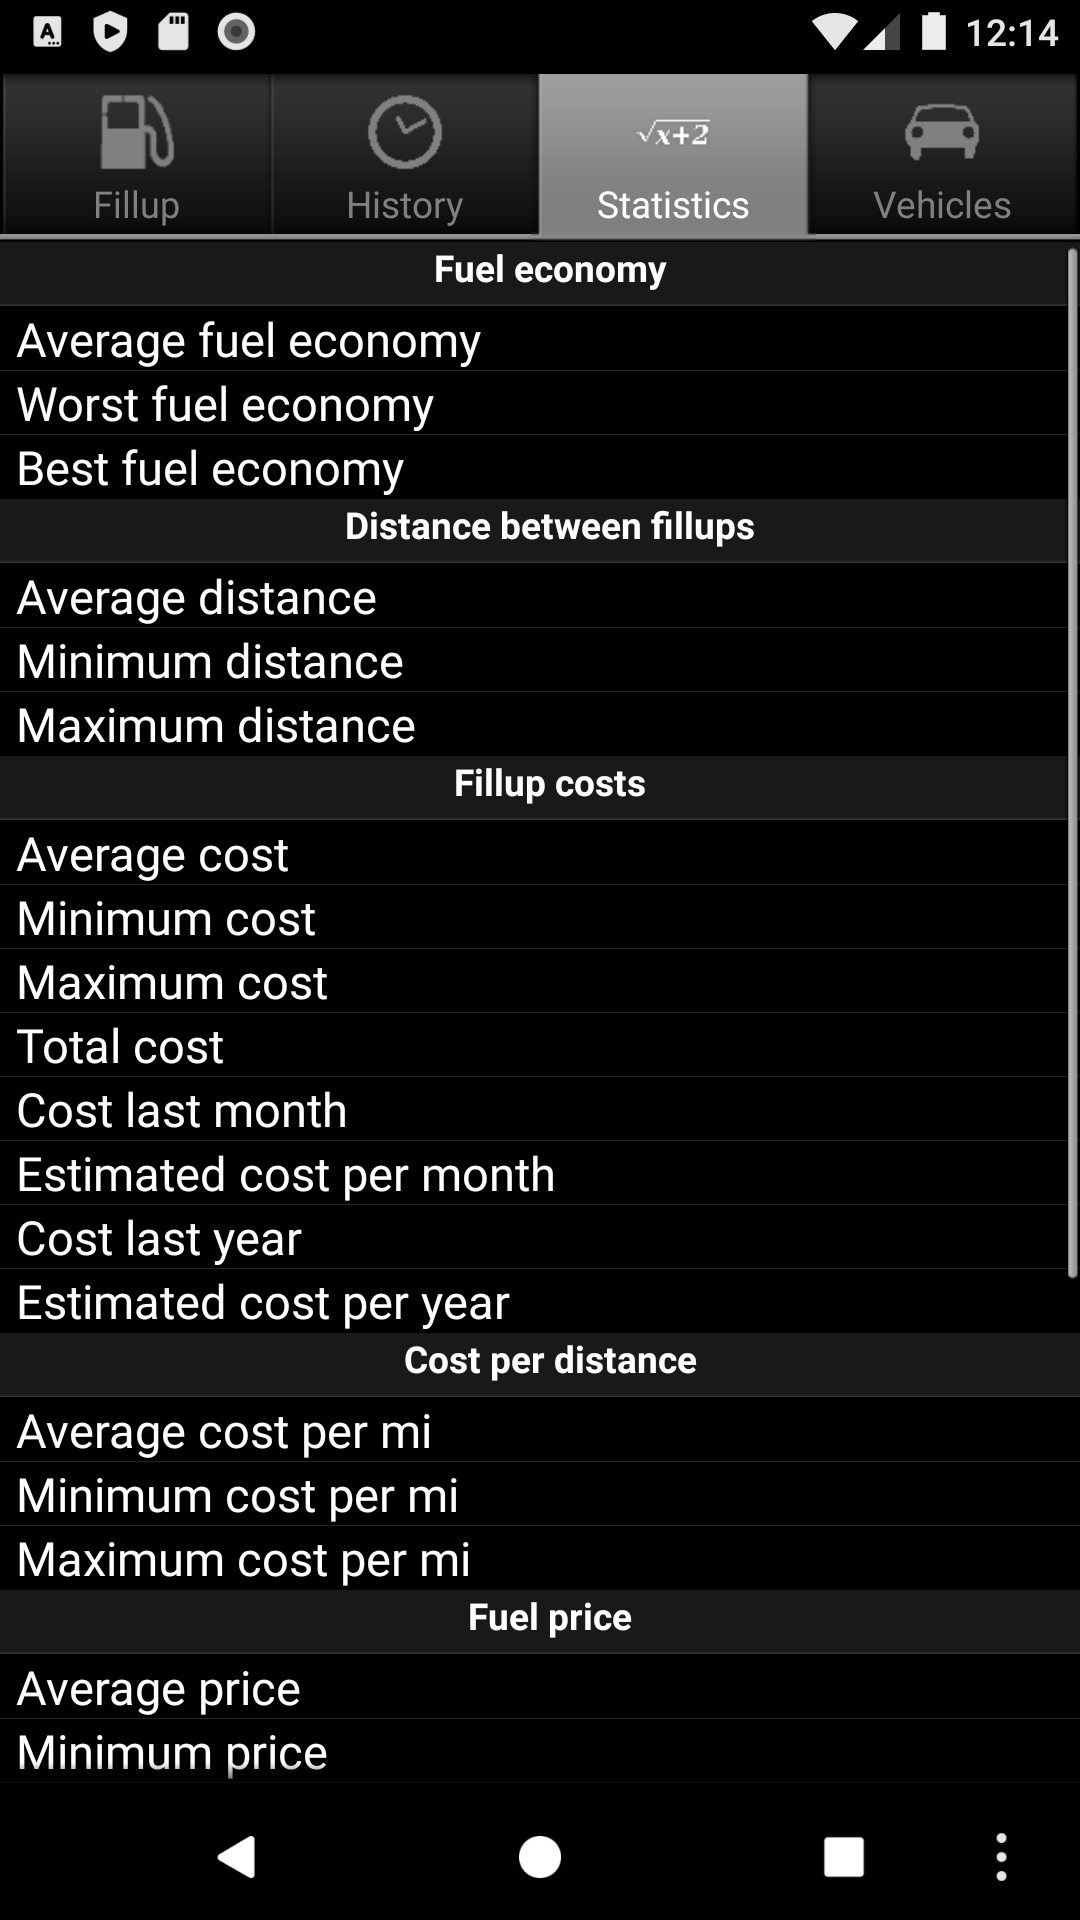 12:14
Fillup
History
√x+2
Statistics
Vehicles
Fuel economy
Average fuel economy
Worst fuel economy
Best fuel economy
Distance between fillups
Average distance
Minimum distance
Maximum distance
Fillup costs
Average cost
Minimum cost
Maximum cost
Total cost
Cost last month
Estimated cost per month
Cost last year
Estimated cost per year
Cost per distance
Average cost per mi
Minimum cost per mi
Maximum cost per mi
Fuel price
Average price
Minimum price